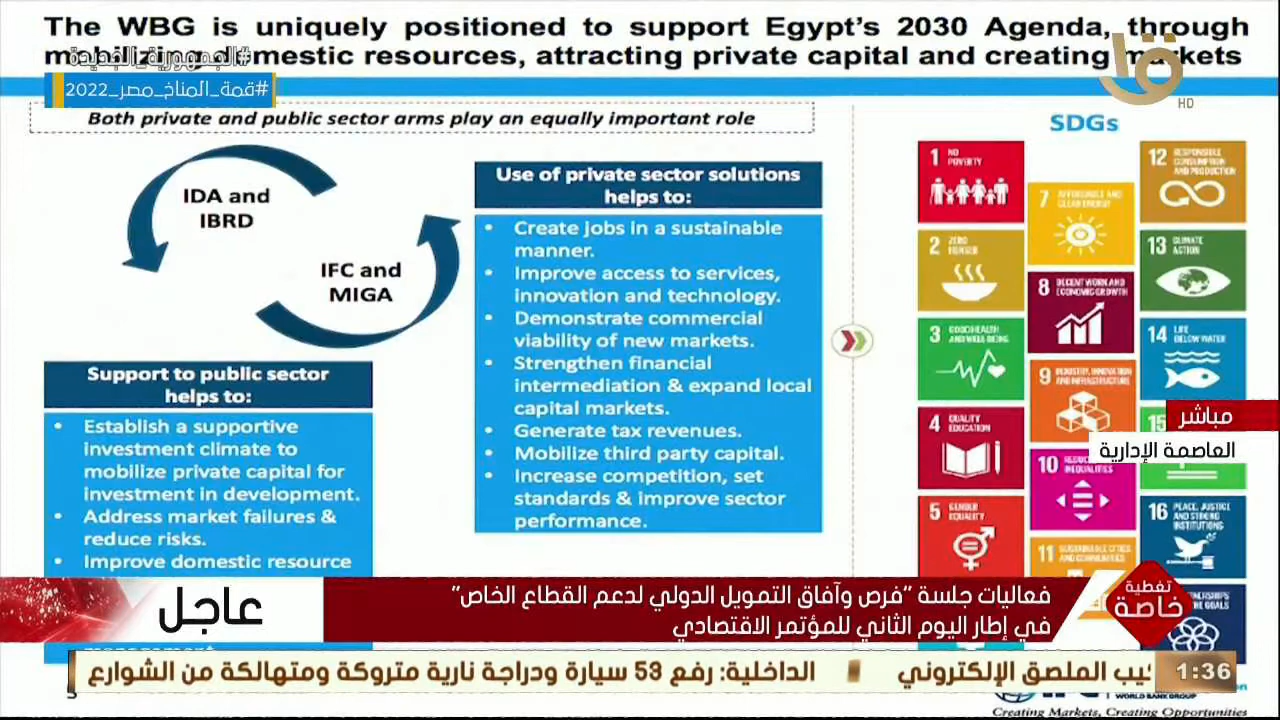 The WBG is uniquely positioned to support Egypt's 2030 Agenda, through
mobilizing domestic resources, attracting private capital and creating markets
#الجمهورية_الجديدة
#قمة_المناخ_مصر_2022
HD
Both private and public sector arms play an equally important role
IDA and
IBRD
IFC and
MIGA
Support to public sector
helps to:
• Establish a supportive
investment climate to
mobilize private capital for
investment in development.
• Address market failures &
reduce risks.
• Improve domestic resource
Use of private sector solutions
helps to:
• Create jobs in a sustainable
manner.
• Improve access to services,
innovation and technology.
• Demonstrate commercial
viability of new markets.
• Strengthen financial
intermediation & expand local
capital markets.
• Generate tax revenues.
• Mobilize third party capital.
• Increase competition, set
standards & improve sector
performance.
SDGs
1 NO
POVERTY
2 ZERO
HUNGER
3 GOOD HEALTH
AND WELL-BEING
4 QUALITY
EDUCATION
5 GENDER
EQUALITY
7 AFFORDABLE AND
CLEAN ENERGY
8 DECENT WORK AND
ECONOMIC GROWTH
9 INDUSTRY, INNOVATION
AND INFRASTRUCTURE
10
INEQUALITIES
11 SUSTAINABLE CITIES
AND COMMUNITIES
12 RESPONSIBLE
CONSUMPTION
AND PRODUCTION
13 CLIMATE
ACTION
14 LIFE
BELOW WATER
15
16 PEACE, JUSTICE
AND STRONG
INSTITUTIONS
THE GOALS
مباشر
العاصمة الإدارية
تغطية
خاصة
عاجل
فعاليات جلسة "فرص وآفاق التمويل الدولي لدعم القطاع الخاص"
في إطار اليوم الثاني للمؤتمر الاقتصادي
1:36
الملصق الإلكتروني
الداخلية: رفع 53 سيارة ودراجة نارية متروكة ومتهالكة من الشوارع
WORLD BANK GROUP
Creating Markets, Creating Opportunities